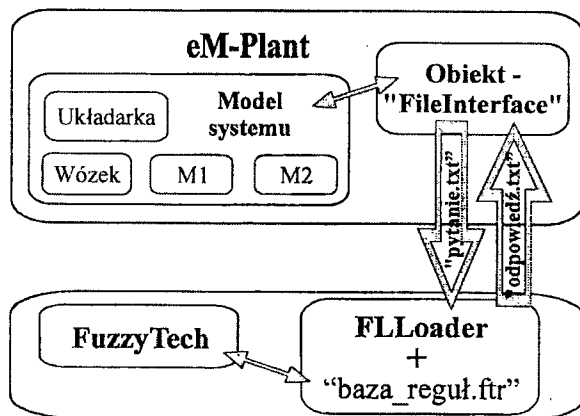 eM-Plant
Obiekt -
"FileInterface"
Model
systemu
Układarka
Wózek
M1
M2
"pytanie.txt"
"odpowiedź.txt"
FuzzyTech
FLLoader
+
“baza_reguł.ftr”